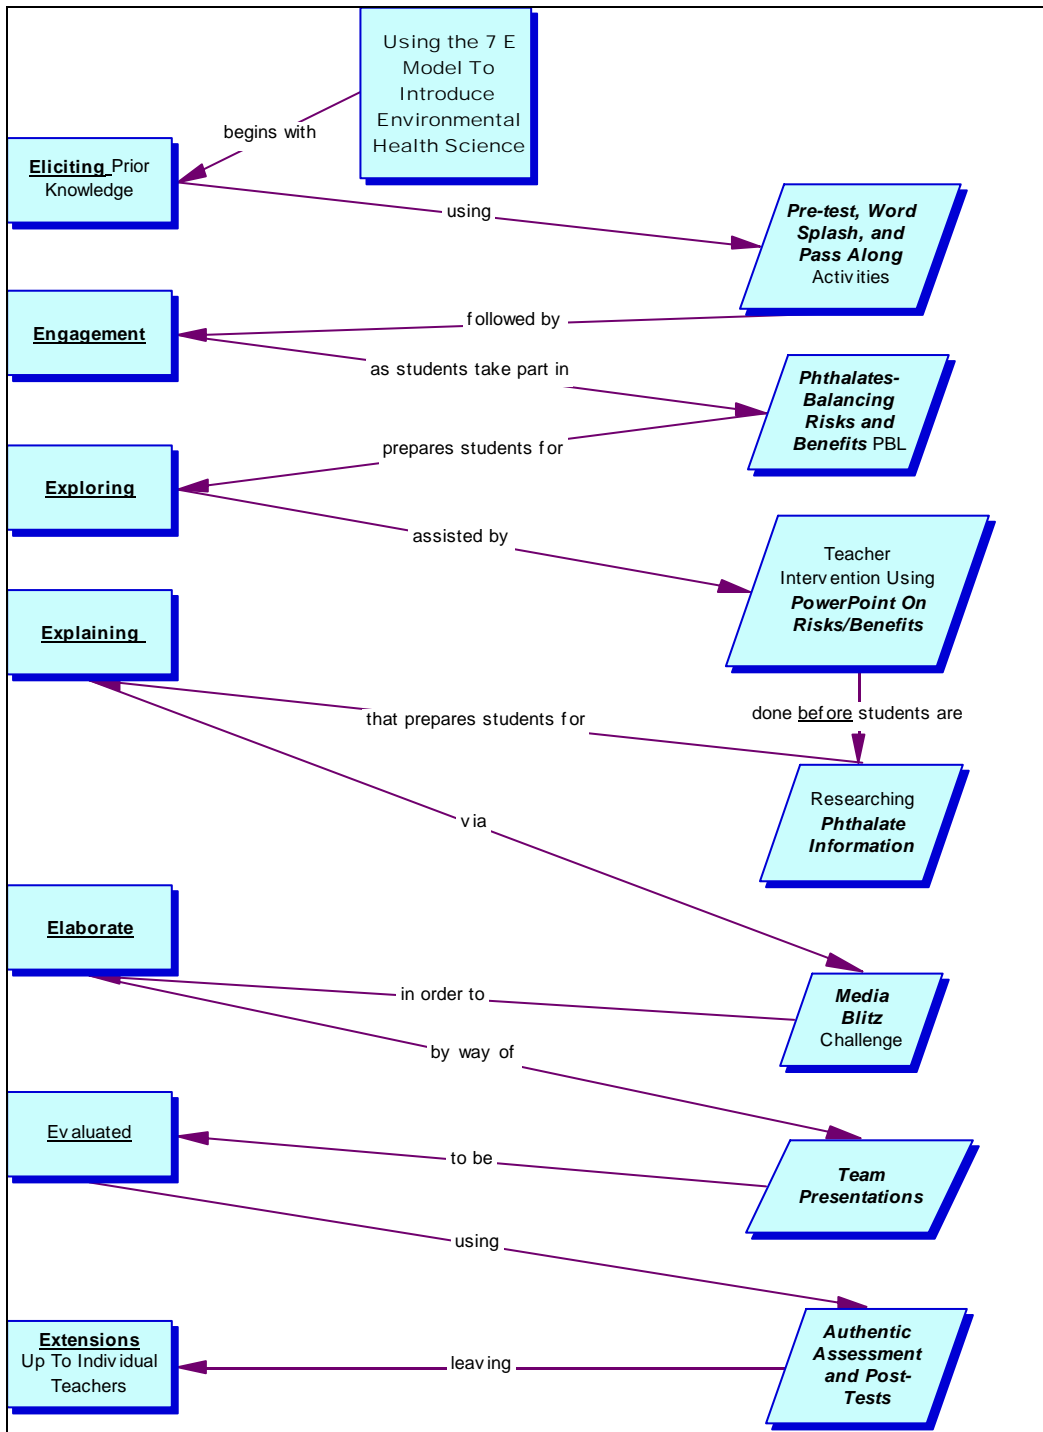 Using the 7 E
Model To
Introduce
Environmental
Health Science
begins with
Eliciting Prior
Knowledge
using
Pre-test, Word
Splash, and
Pass Along
Activities
followed by
Engagement
as students take part in
Phthalates-
Balancing
Risks and
Benefits PBL
prepares students for
Exploring
assisted by
Teacher
Intervention Using
PowerPoint On
Risks/Benefits
done before students are
Researching
Phthalate
Information
that prepares students for
Explaining
via
Media
Blitz
Challenge
in order to
Elaborate
by way of
Team
Presentations
to be
Evaluated
using
Authentic
Assessment
and Post-
Tests
leaving
Extensions
Up To Individual
Teachers